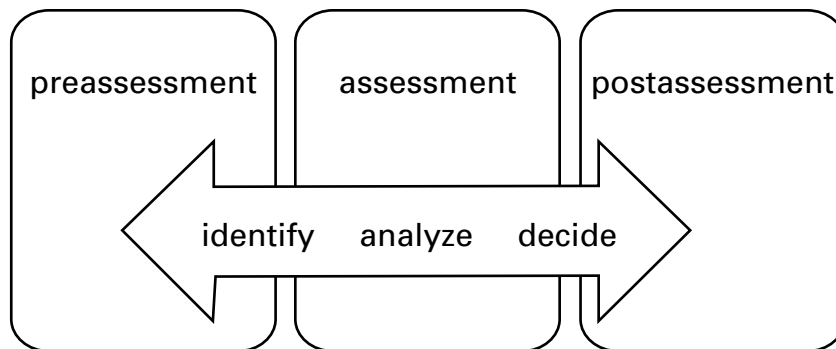 preassessment assessment postassessment
identify analyze decide